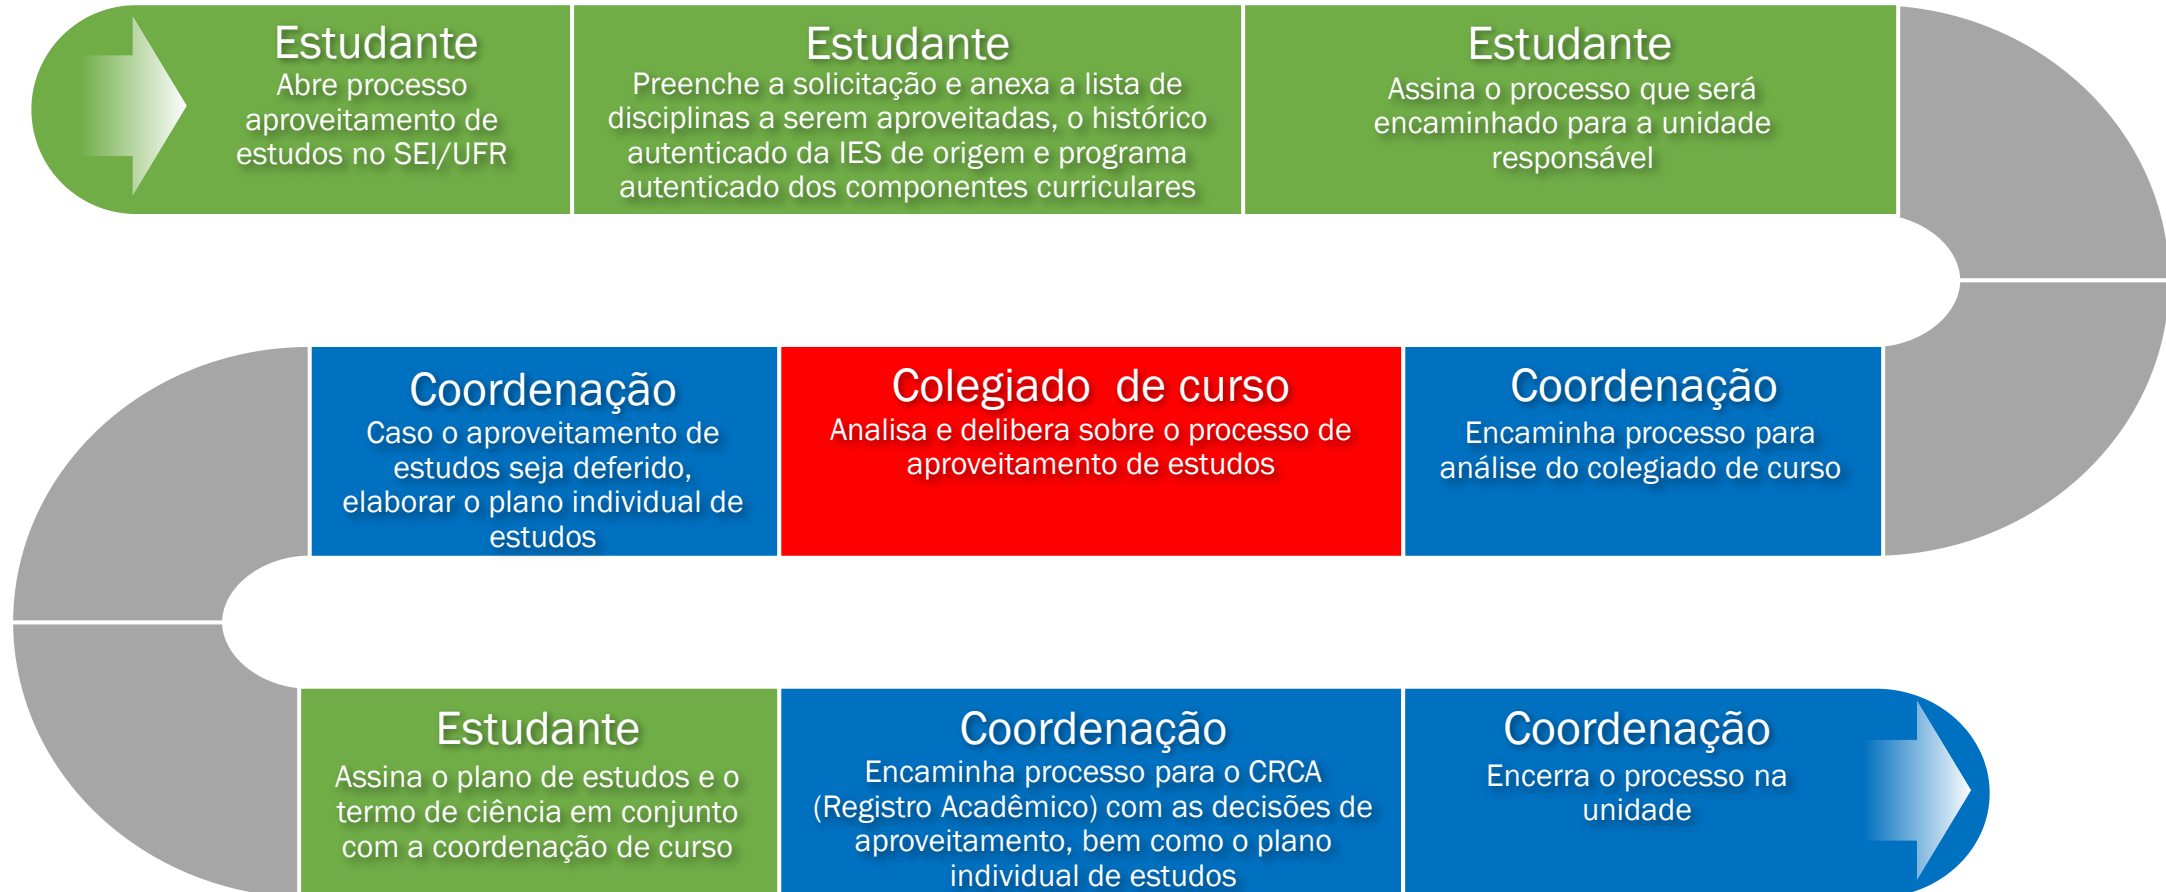 Estudante
Abre processo
aproveitamento de
estudos no SEI/UFR
Estudante
Preenche a solicitação e anexa a lista de
disciplinas a serem aproveitadas, o histórico
autenticado da IES de origem e programa
autenticado dos componentes curriculares
Estudante
Assina o processo que será
encaminhado para a unidade
responsável
Coordenação
Encaminha processo para
análise do colegiado de curso
Colegiado de curso
Analisa e delibera sobre o processo de
aproveitamento de estudos
Coordenação
Caso o aproveitamento de
estudos seja deferido,
elaborar o plano individual de
estudos
Estudante
Assina o plano de estudos e o
termo de ciência em conjunto
com a coordenação de curso
Coordenação
Encaminha processo para o CRCA
(Registro Acadêmico) com as decisões de
aproveitamento, bem como o plano
individual de estudos
Coordenação
Encerra o processo na
unidade